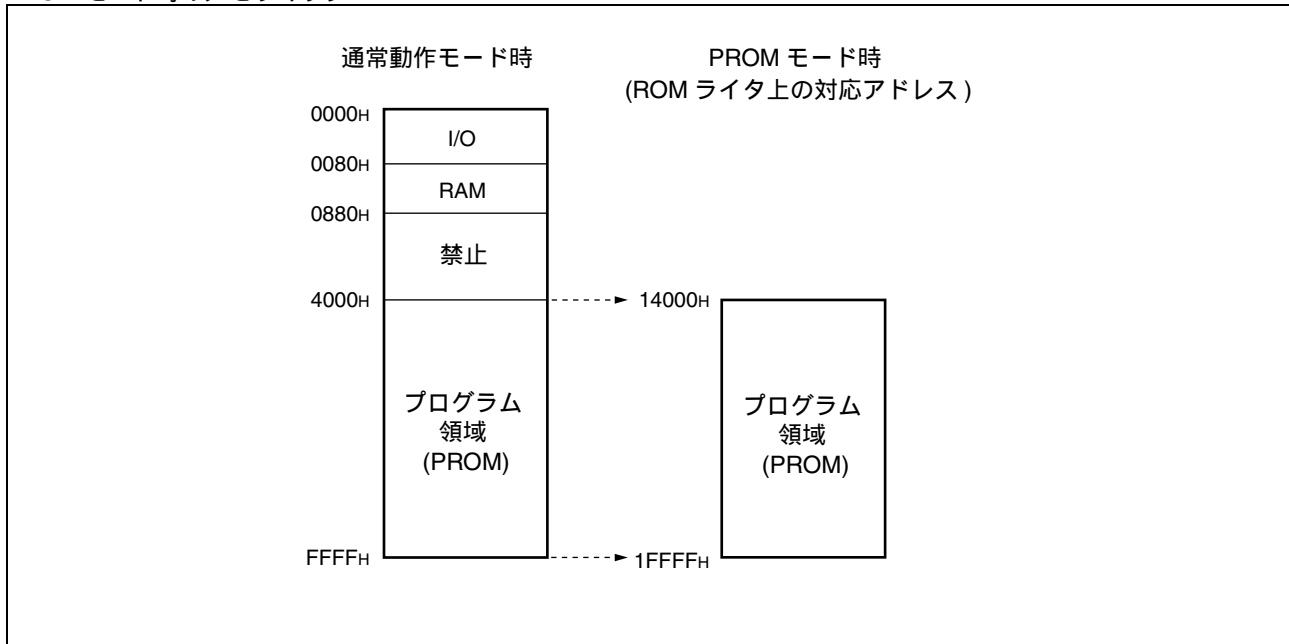 通常動作モード時
0000H
I/O
0080H
RAM
0880H
禁止
4000H
プログラム
領域
(PROM)
FFFFH
PROM モード時
(ROM ライタ上の対応アドレス )
14000H
プログラム
領域
(PROM)
1FFFFH